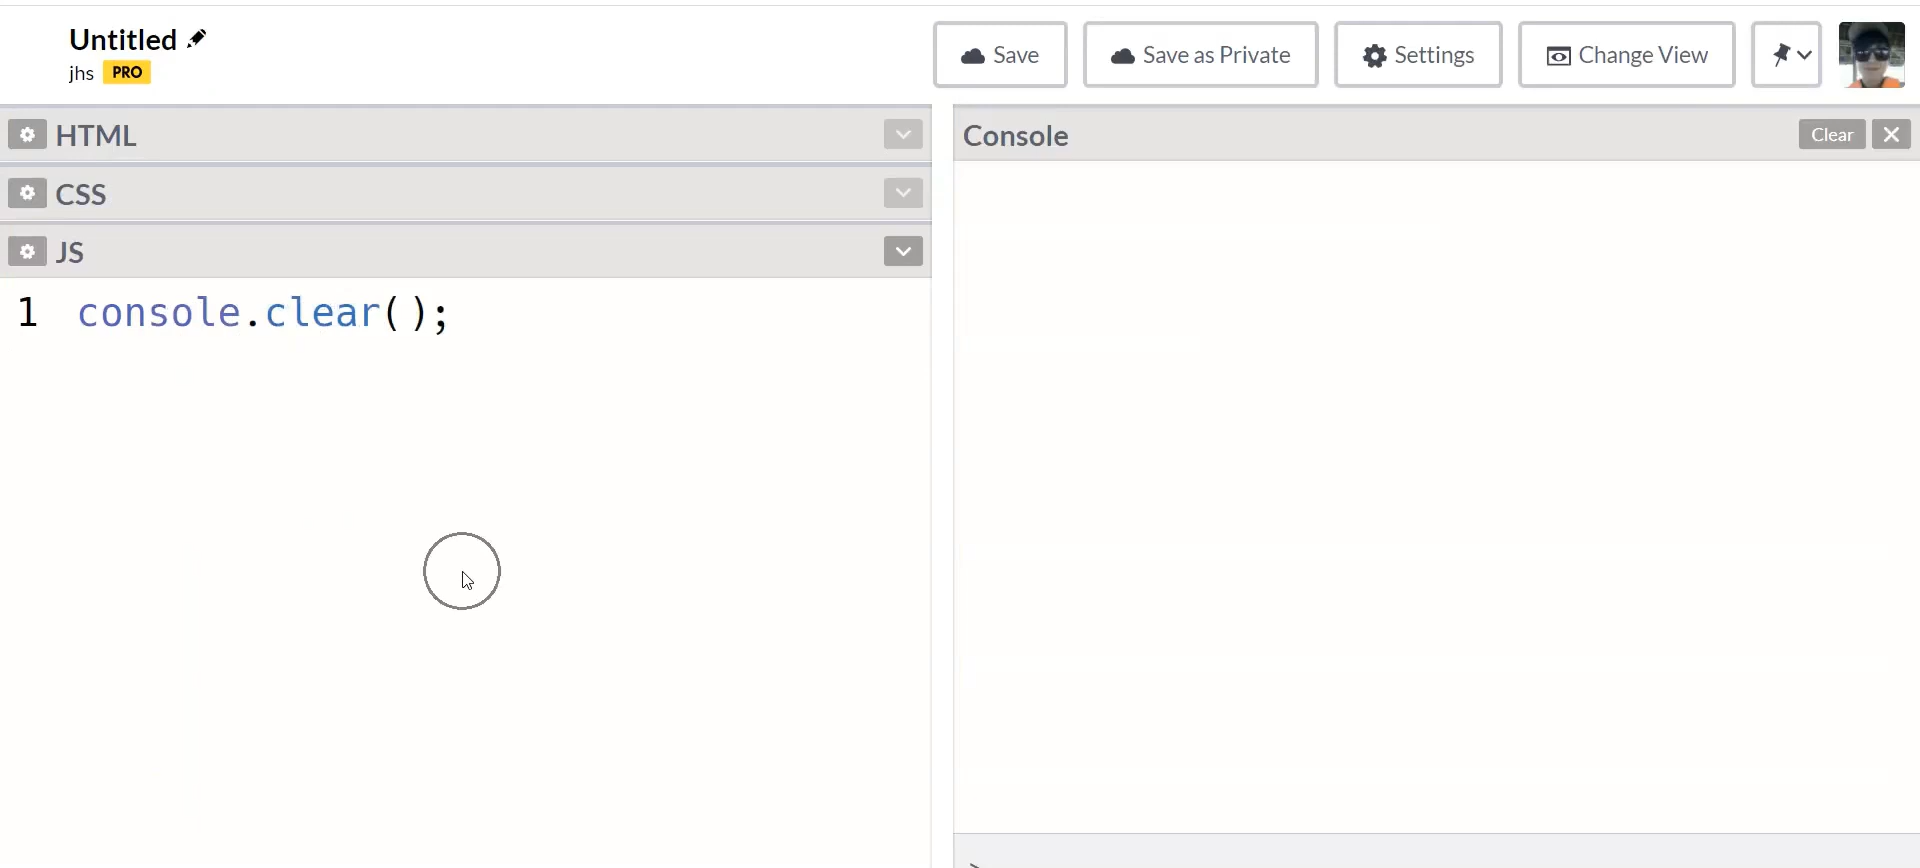 Untitled
jhs PRO
Save
Save as Private
Settings
Change View
HTML
CSS
JS
1 console.clear();
Console
Clear
>